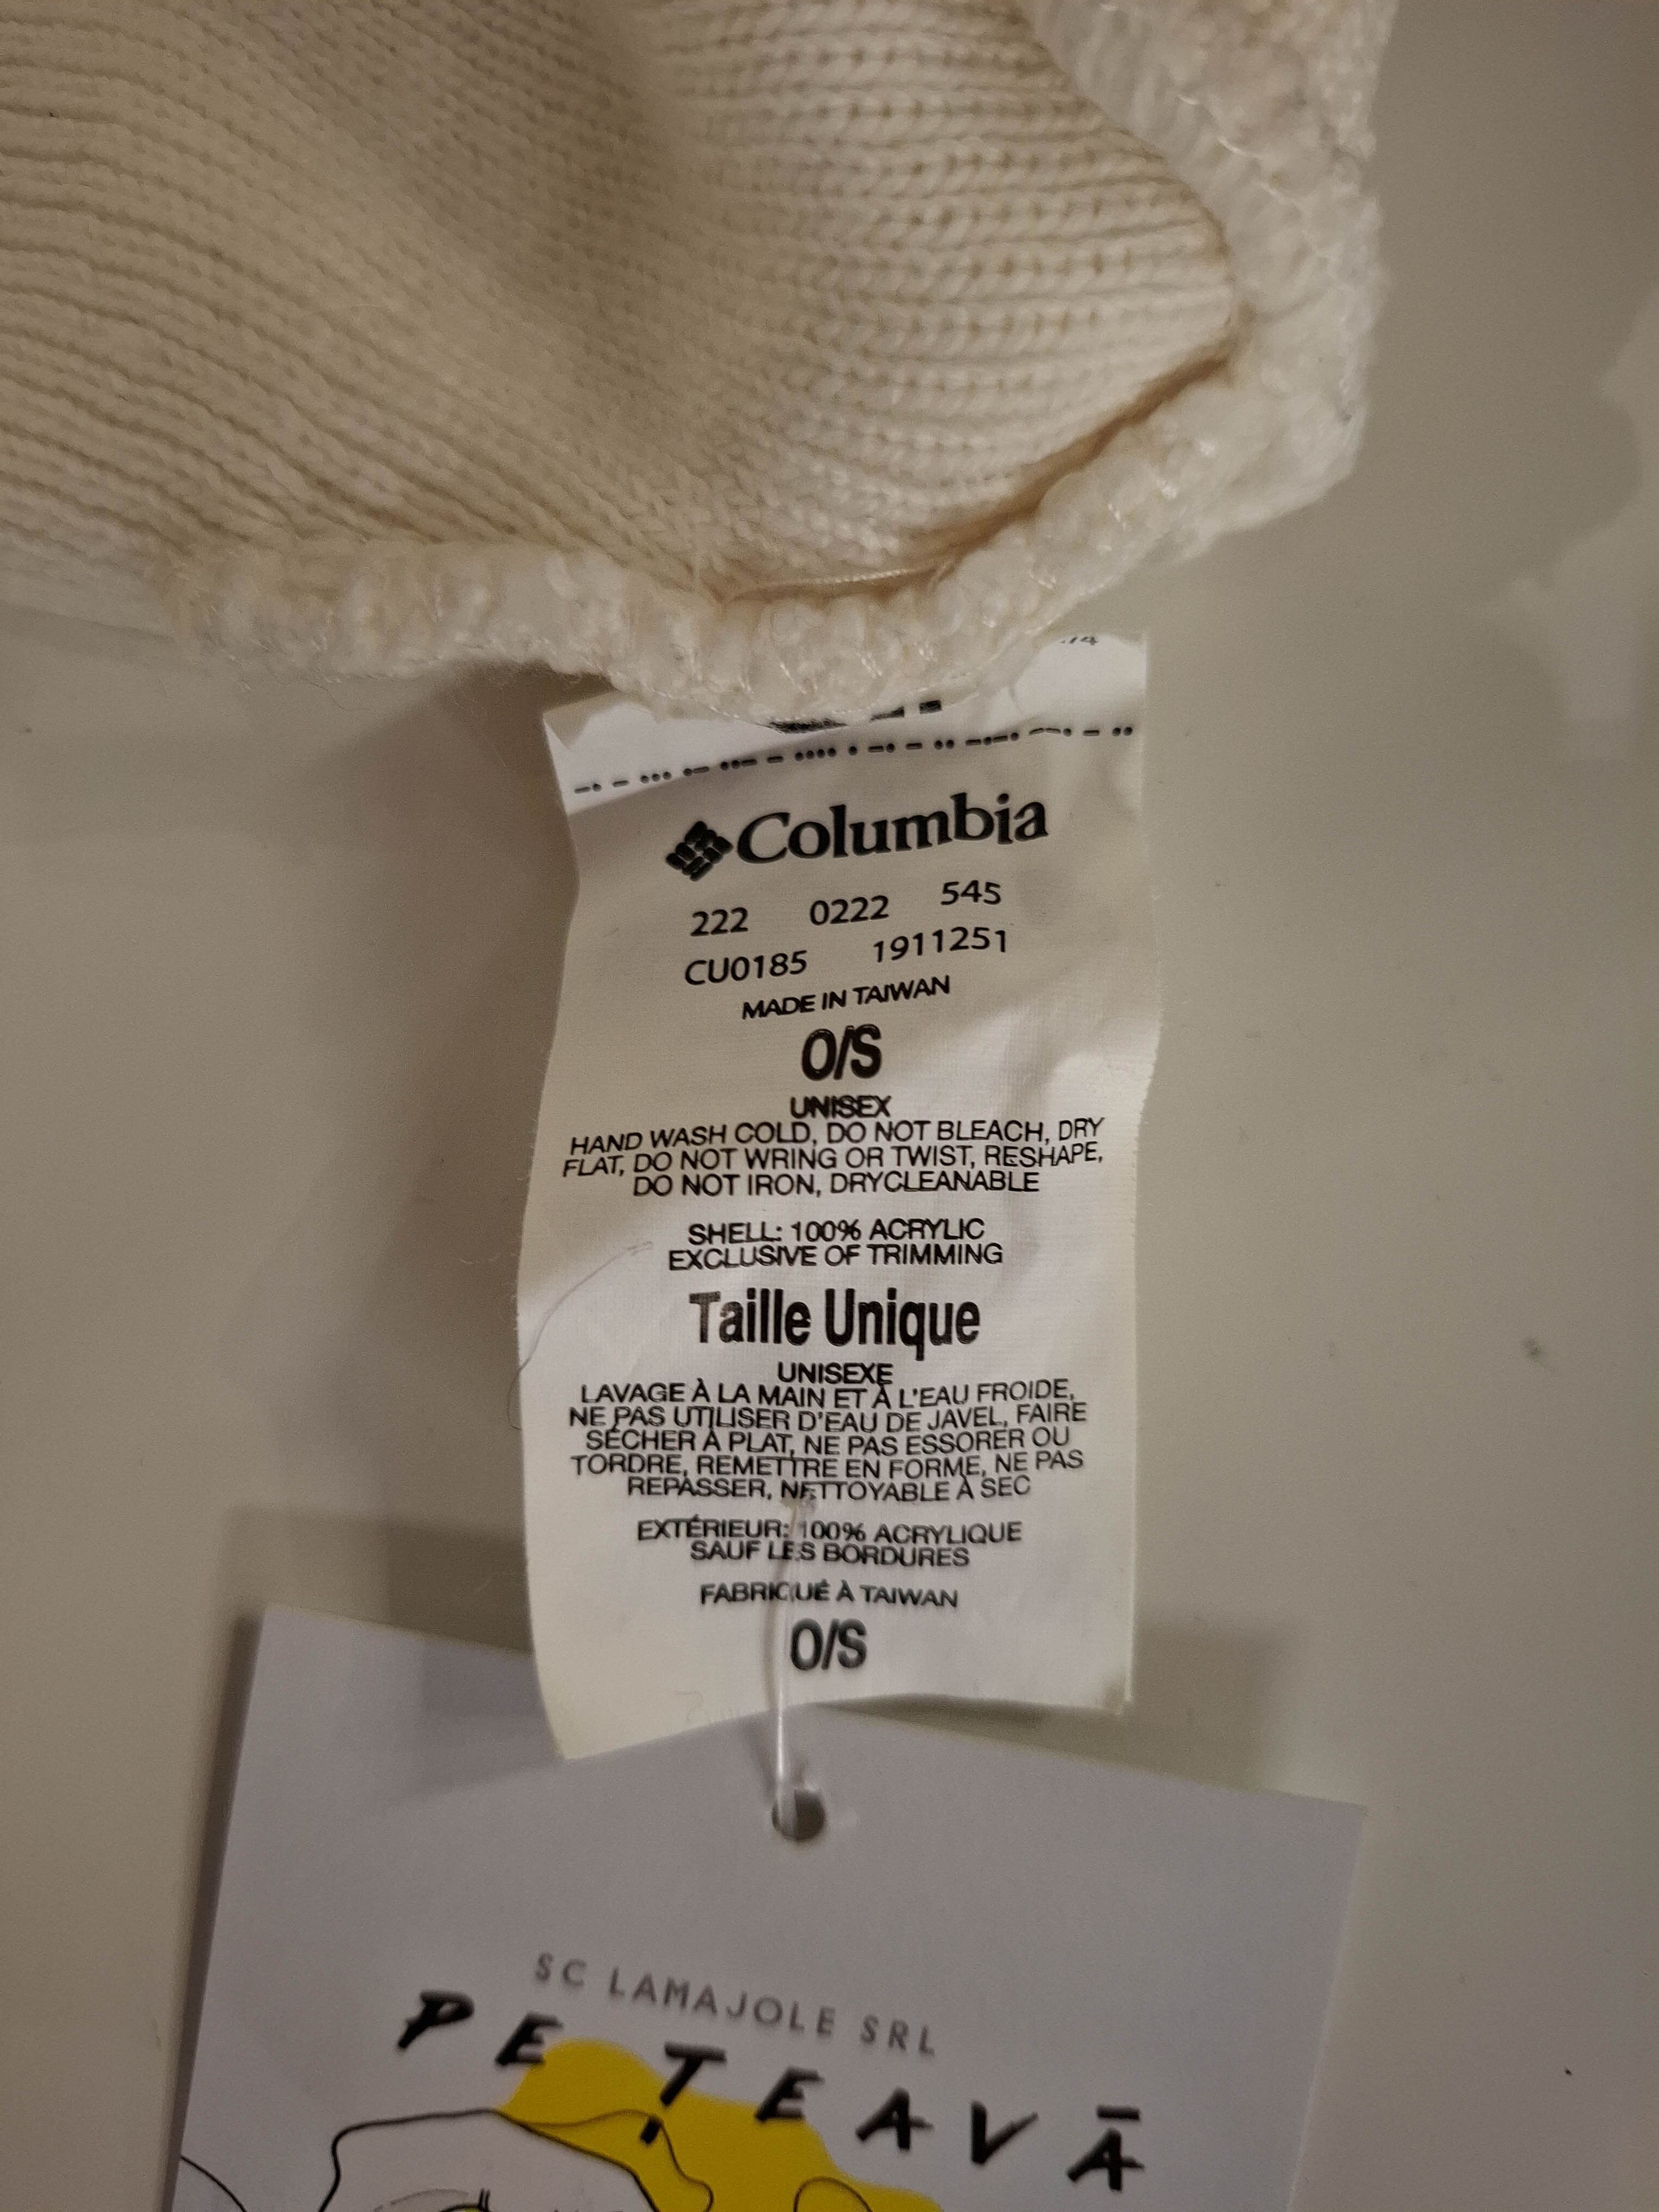 Columbia
222 0222 545
CU0185 1911251
MADE IN TAIWAN
O/S
UNISEX
HAND WASH COLD, DO NOT BLEACH, DRY
FLAT, DO NOT WRING OR TWIST, RESHAPE,
DO NOT IRON, DRYCLEANABLE
SHELL: 100% ACRYLIC
EXCLUSIVE OF TRIMMING
Taille Unique
UNISEXE
LAVAGE À LA MAIN ET À L'EAU FROIDE,
NE PAS UTILISER D'EAU DE JAVEL, FAIRE
SÉCHER À PLAT, NE PAS ESSORER OU
TORDRE, REMETTRE EN FORME, NE PAS
REPASSER, NETTOYABLE À SEC
EXTÉRIEUR: 100% ACRYLIQUE
SAUF LES BORDURES
FABRIQUÉ À TAIWAN
O/S
SC LAMAJOLE SRL
PE ȚEAVĀ